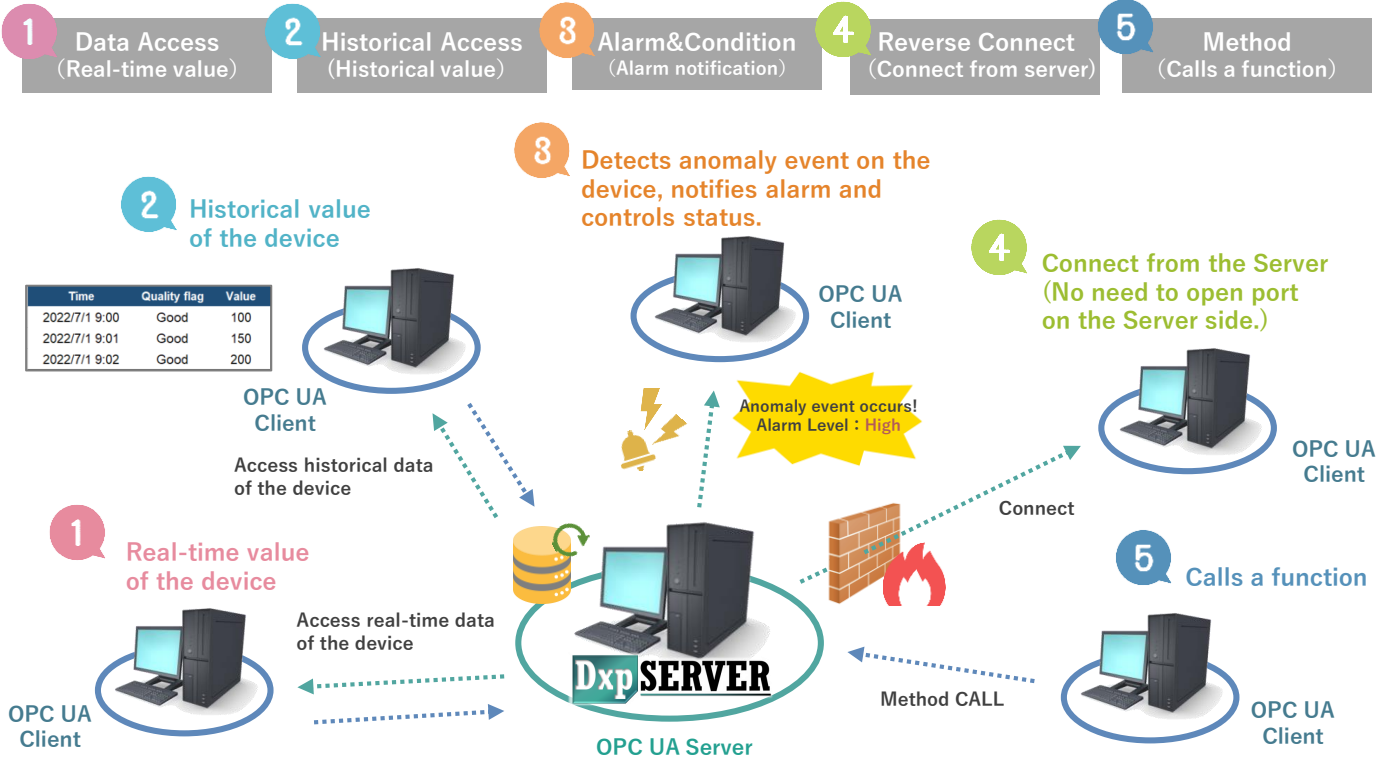 1
Data Access
（Real-time value）
2
Historical Access
（Historical value）
3
Alarm&Condition
（Alarm notification）
4
Reverse Connect
（Connect from server）
5
Method
（Calls a function）
3
Detects anomaly event on the
device, notifies alarm and
controls status.
2
Historical value
of the device
4
Connect from the Server
(No need to open port
on the Server side.)
Time Quality flag Value
2022/7/1 9:00 Good 100
2022/7/1 9:01 Good 150
2022/7/1 9:02 Good 200
OPC UA
Client
OPC UA
Client
Anomaly event occurs!
Alarm Level：High
OPC UA
Client
Access historical data
of the device
Connect
1
Real-time value
of the device
5
Calls a function
Access real-time data
of the device
Dxp SERVER
Method CALL
OPC UA
Client
OPC UA
Client
OPC UA Server